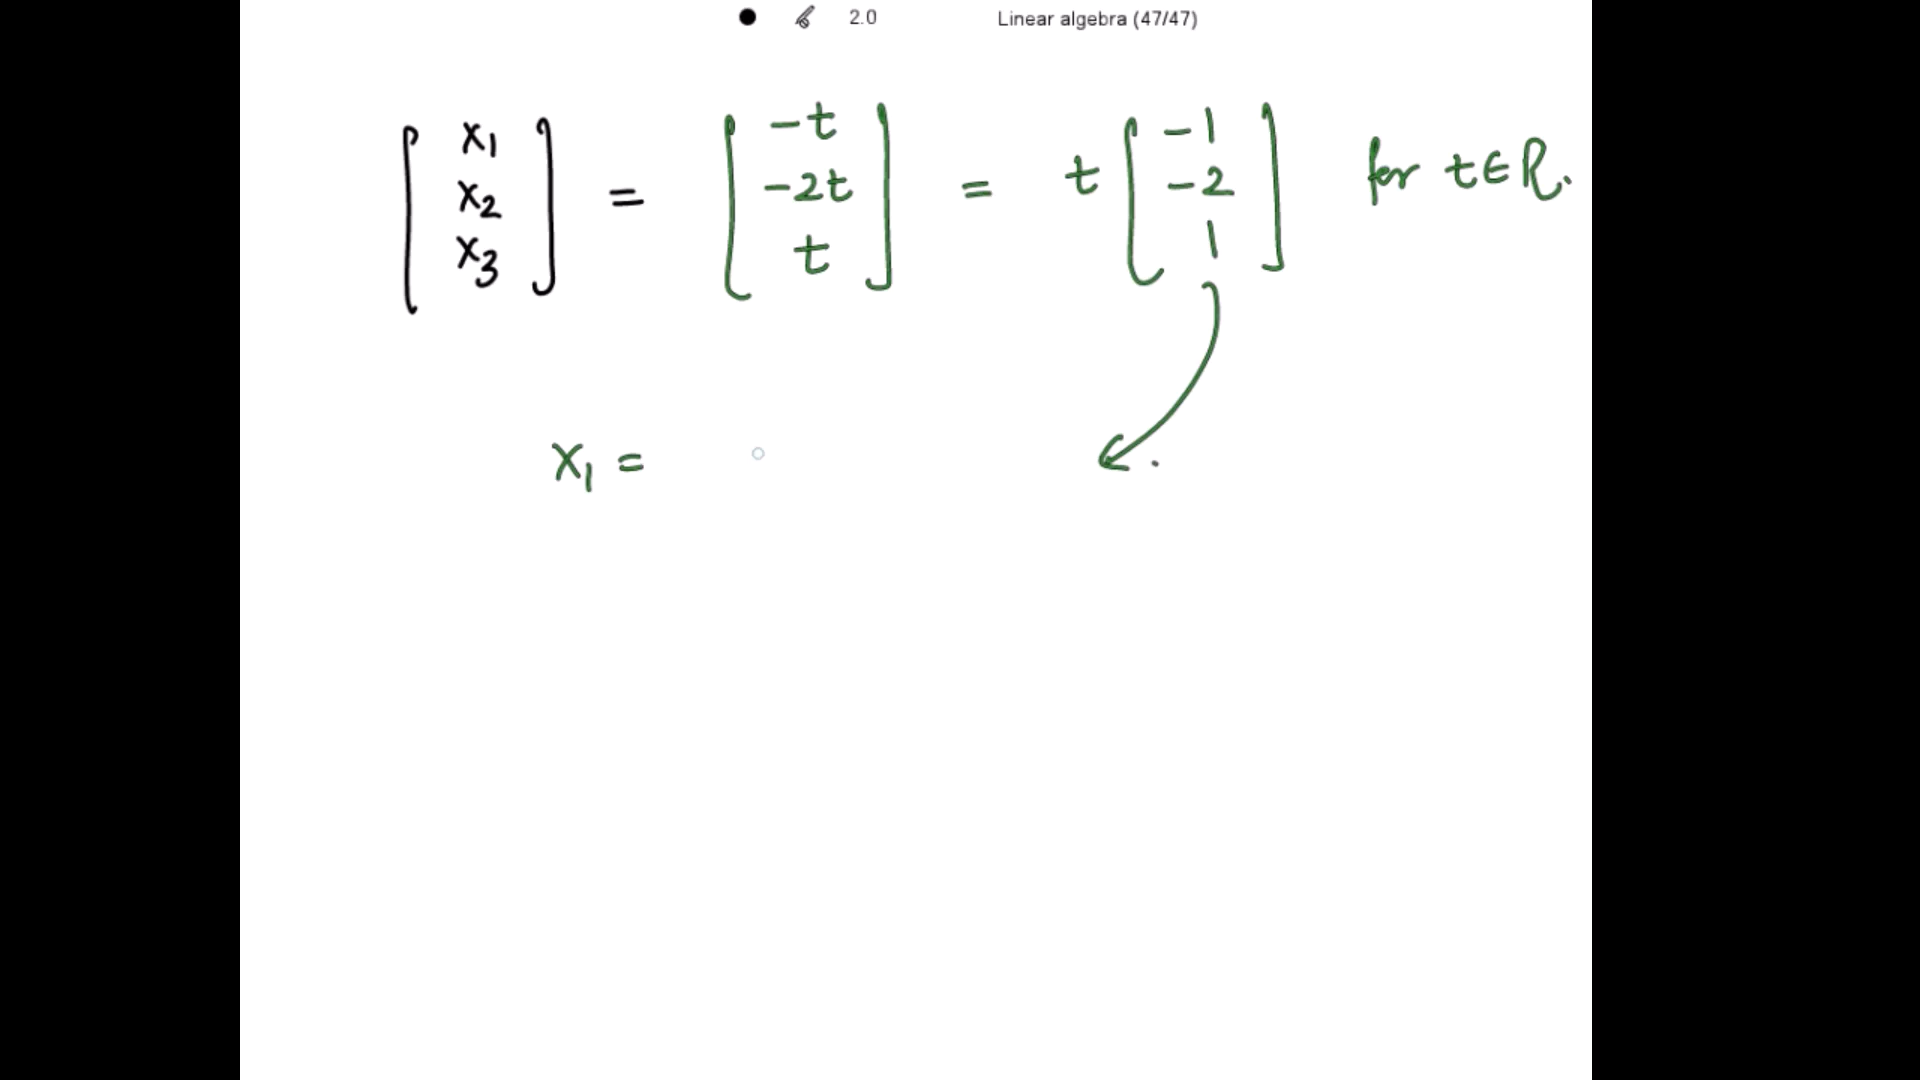 2.0 Linear algebra (47/47)
[x1 x2 x3] = [-t -2t t] = t [-1 -2 1] for t∈R.
x1 =